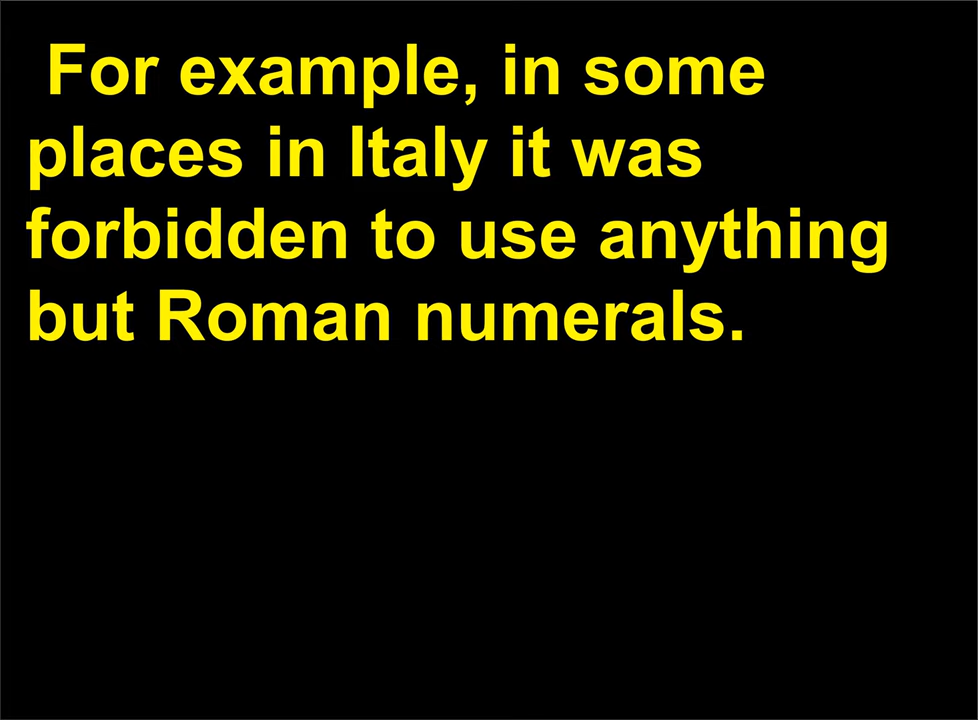 For example, in some
places in Italy it was
forbidden to use anything
but Roman numerals.